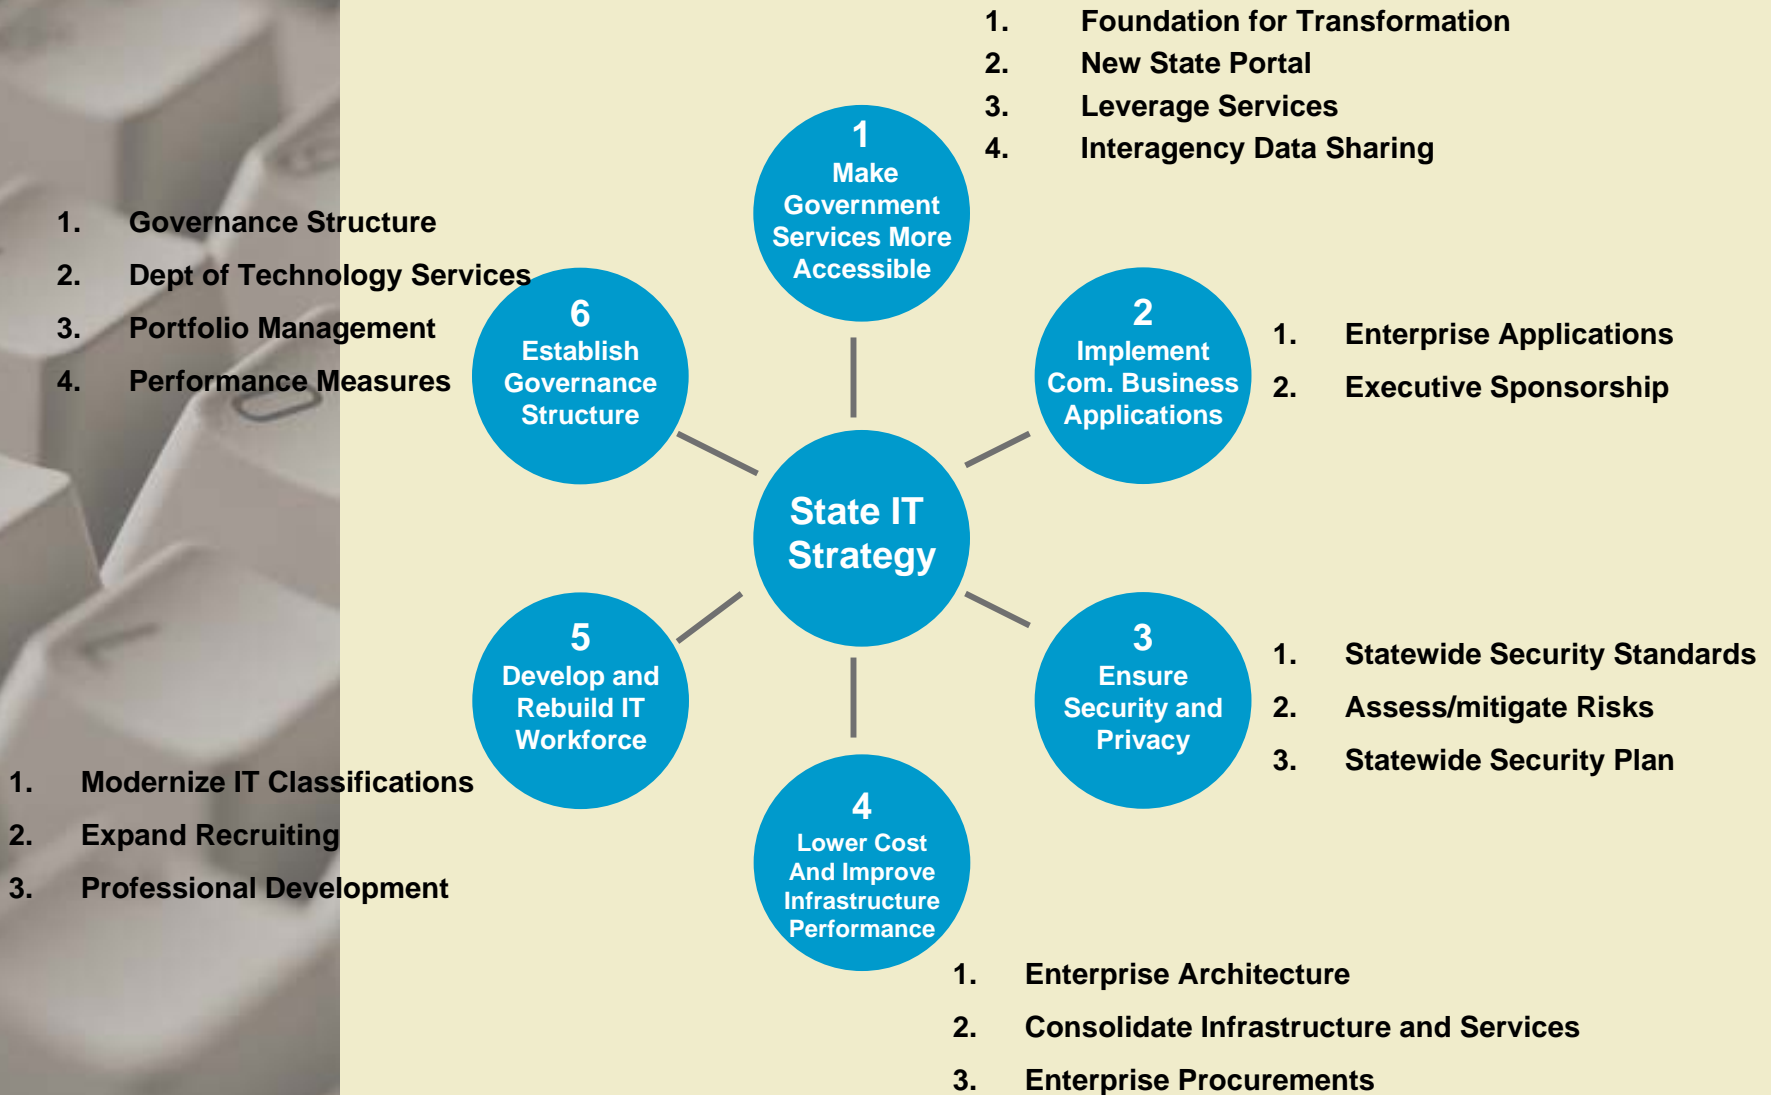 1. Foundation for Transformation
2. New State Portal
3. Leverage Services
4. Interagency Data Sharing
1
Make
Government
Services More
Accessible
1. Governance Structure
2. Dept of Technology Services
3. Portfolio Management
4. Performance Measures
6
Establish
Governance
Structure
2
Implement
Com. Business
Applications
1. Enterprise Applications
2. Executive Sponsorship
State IT
Strategy
5
Develop and
Rebuild IT
Workforce
3
Ensure
Security and
Privacy
1. Statewide Security Standards
2. Assess/mitigate Risks
3. Statewide Security Plan
1. Modernize IT Classifications
2. Expand Recruiting
3. Professional Development
4
Lower Cost
And Improve
Infrastructure
Performance
1. Enterprise Architecture
2. Consolidate Infrastructure and Services
3. Enterprise Procurements